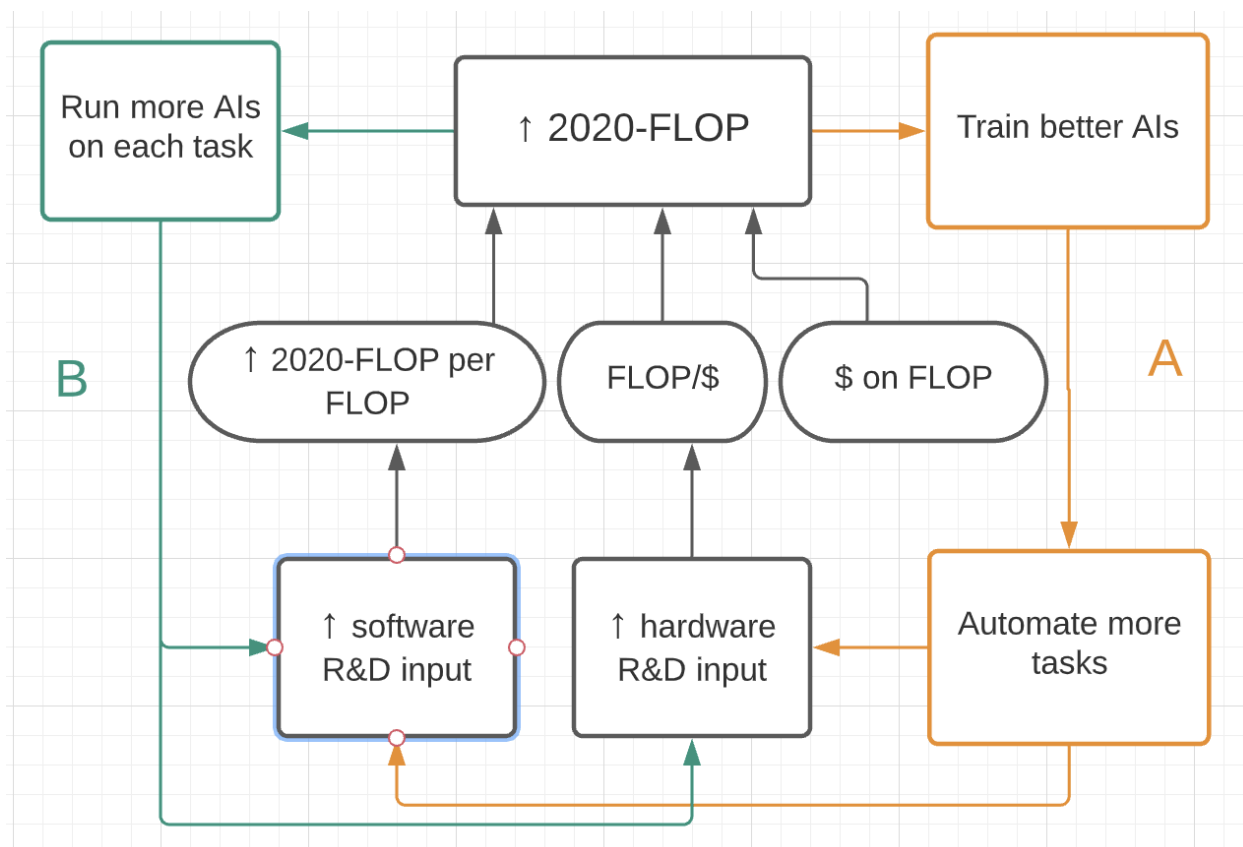 Run more AIs
on each task
↑ 2020-FLOP
Train better AIs
B
↑ 2020-FLOP per
FLOP
FLOP/$
$ on FLOP
A
↑ software
R&D input
↑ hardware
R&D input
Automate more
tasks